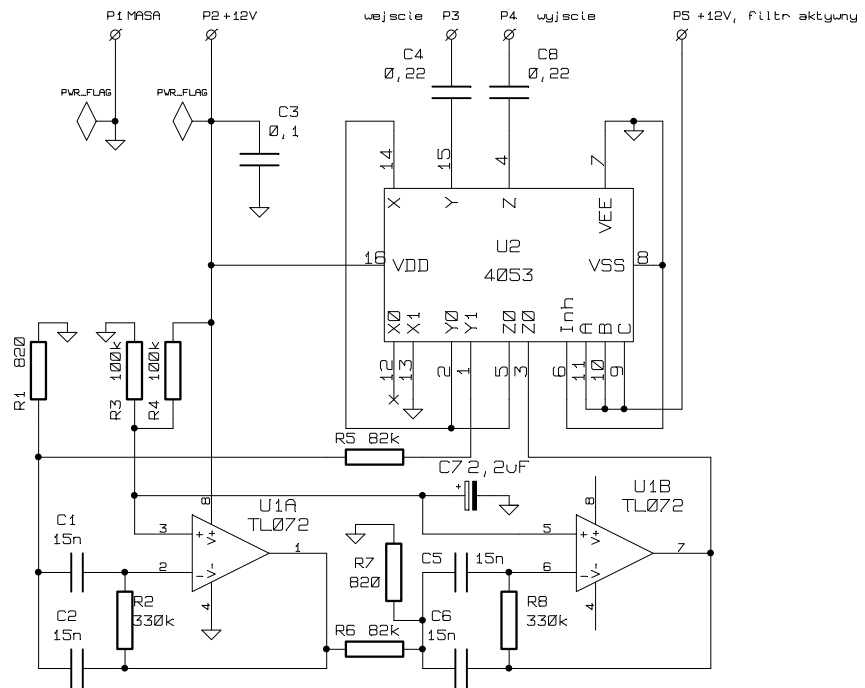 P1 MASA
P2 +12V
wejscie P3
P4 wyjscie
P5 +12V, filtr aktywny
PWR_FLAG
PWR_FLAG
C3
0,1
C4
0,22
C8
0,22
14
15
4
7
X
Y
Z
VEE
16
VDD
U2
4053
VSS
8
X0
X1
Y0
Y1
Z0
Z0
Inh
A
B
C
12
13
2
1
5
3
6
11
10
9
R1
820
R3
100k
R4
100k
R5 82k
C7 2,2uF
U1A
TL072
8
3
2
1
4
+
V+
-
V-
C1
15n
C2
15n
R2
330k
R7
820
R6 82k
C5
15n
C6
15n
R8
330k
U1B
TL072
8
5
6
7
4
+
V+
-
V-
+